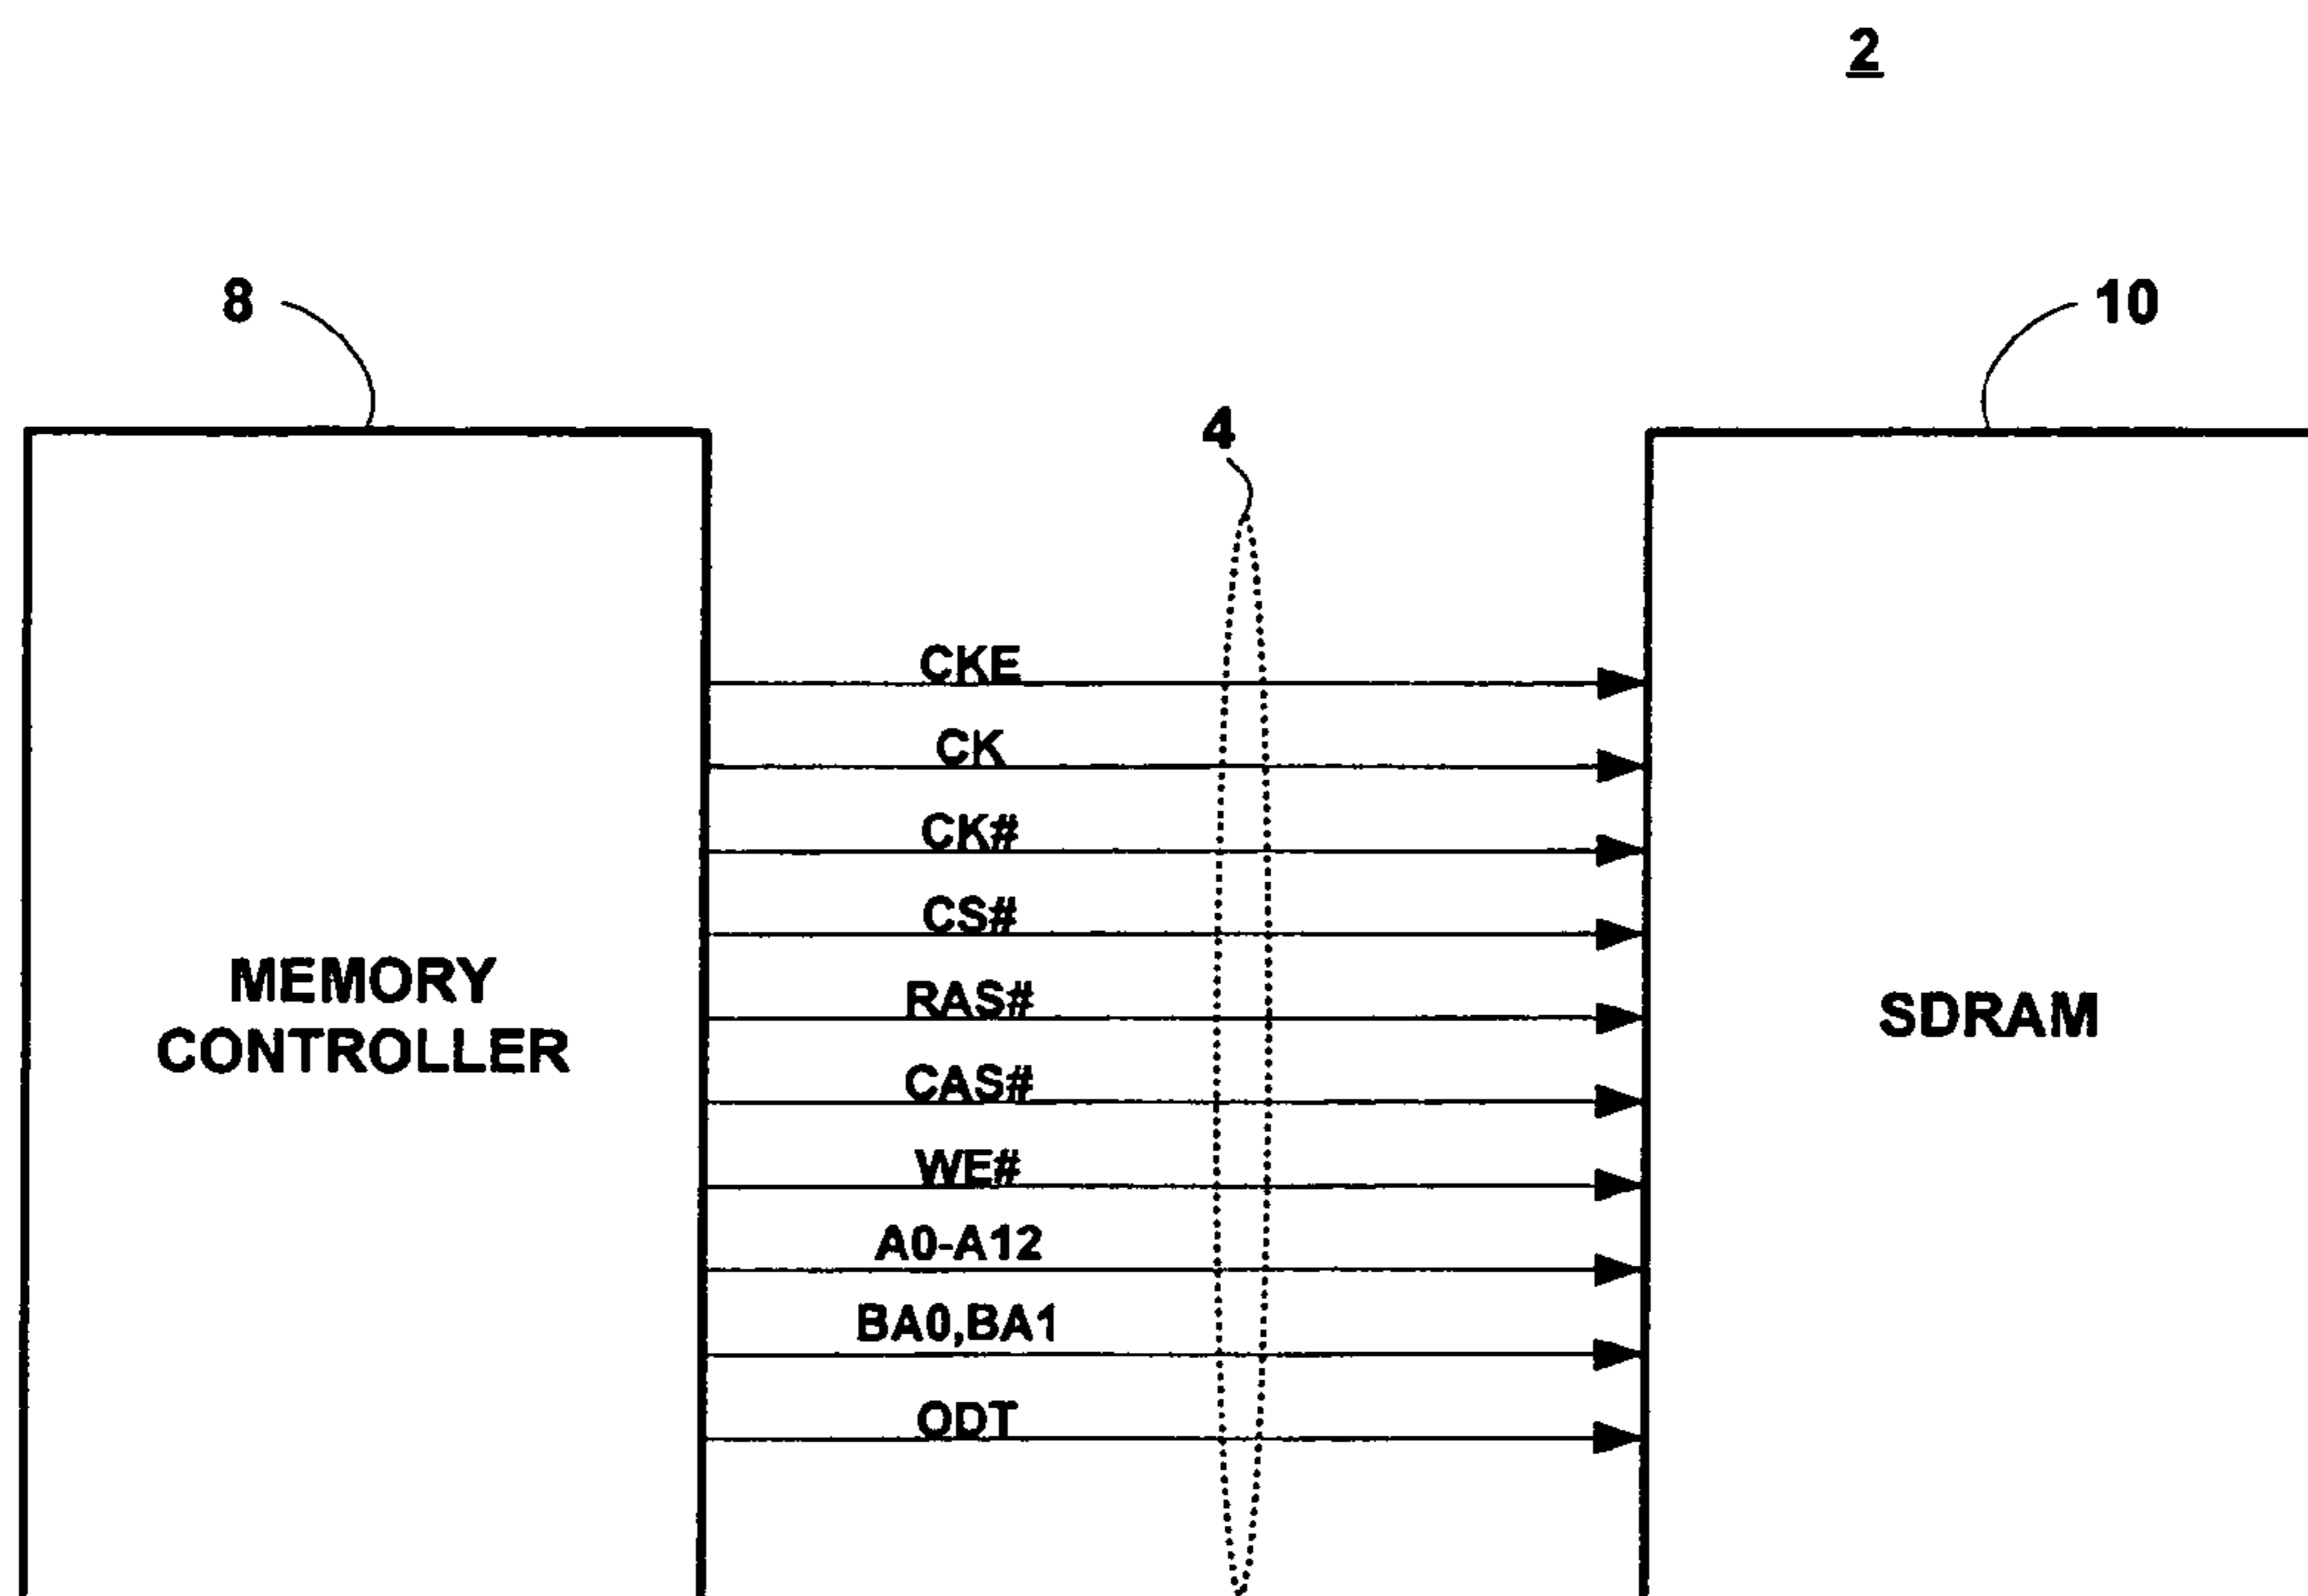 2
8
10
4
CKE
CK
CK#
CS#
RAS#
MEMORY
CONTROLLER
SDRAM
CAS#
WE#
A0-A12
BA0,BA1
ODT